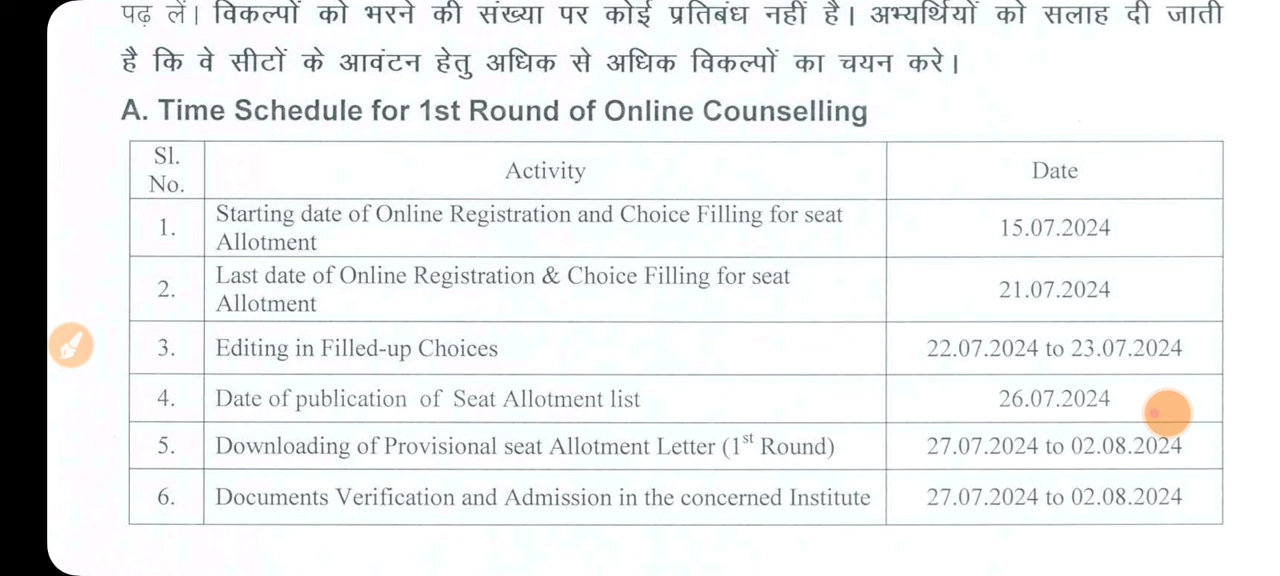 पढ़ लें। विकल्पों को भरने की संख्या पर कोई प्रतिबंध नहीं है। अभ्यर्थियों को सलाह दी जाती
है कि वे सीटों के आवंटन हेतु अधिक से अधिक विकल्पों का चयन करे।
A. Time Schedule for 1st Round of Online Counselling
Sl. No. Activity Date
1. Starting date of Online Registration and Choice Filling for seat Allotment 15.07.2024
2. Last date of Online Registration & Choice Filling for seat Allotment 21.07.2024
3. Editing in Filled-up Choices 22.07.2024 to 23.07.2024
4. Date of publication of Seat Allotment list 26.07.2024
5. Downloading of Provisional seat Allotment Letter (1st Round) 27.07.2024 to 02.08.2024
6. Documents Verification and Admission in the concerned Institute 27.07.2024 to 02.08.2024